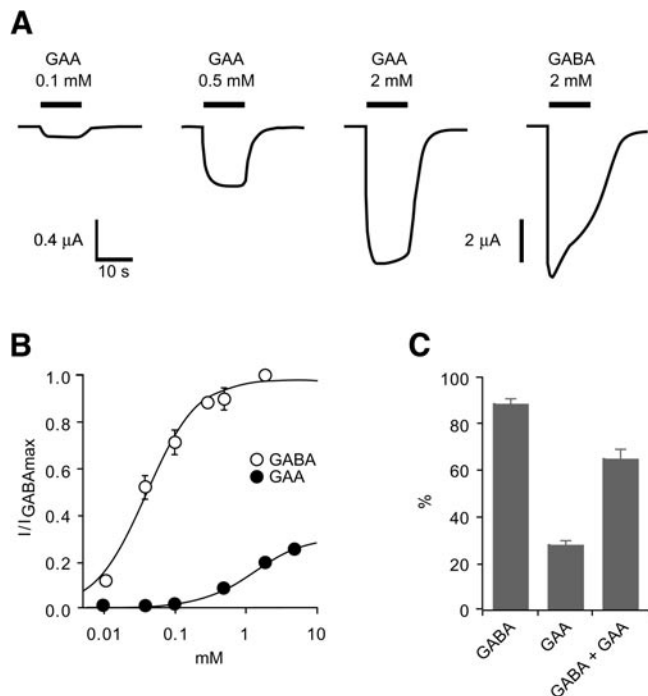 A
GAA GAA GAA GABA
0.1 mM 0.5 mM 2 mM 2 mM
0.4 µA
10 s
2 µA
B
I/IGABAmax
1.0
0.8
0.6
0.4
0.2
0.0
GABA
GAA
0.01 0.1 1 10
mM
C
%
100
80
60
40
20
0
GABA
GAA
GABA + GAA